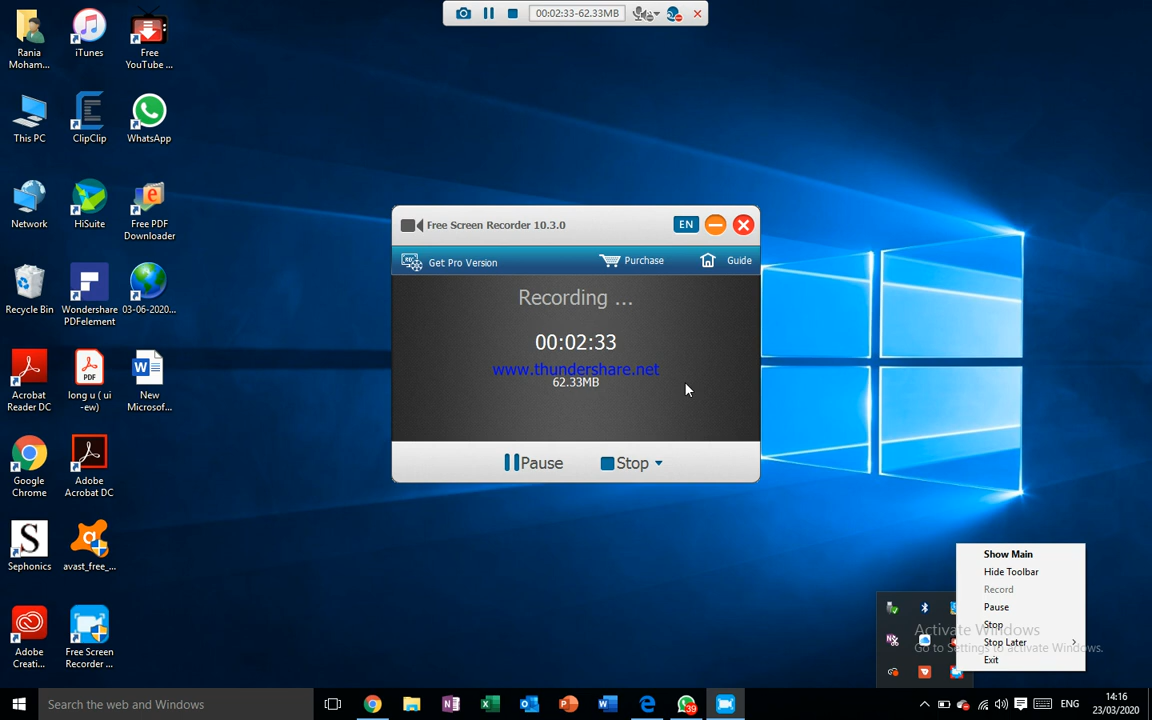 00:02:33-62.33MB
Rania
Moham...
iTunes
Free
YouTube ...
This PC
ClipClip
WhatsApp
Network
HiSuite
Free PDF
Downloader
Recycle Bin
Wondershare
PDFelement
03-06-2020...
Acrobat
Reader DC
PDF
long u ( ui
-ew)
New
Microsof...
Google
Chrome
Adobe
Acrobat DC
S
Sephonics
avast_free_...
Adobe
Creati...
Free Screen
Recorder ...
Free Screen Recorder 10.3.0
EN
REC
Get Pro Version
Purchase
Guide
Recording ...
00:02:33
www.thundershare.net
62.33MB
Pause
Stop
Show Main
Hide Toolbar
Record
Pause
Stop
Stop Later
Exit
Activate Windows
Go to Settings to activate Windows.
Search the web and Windows
39
ENG
14:16
23/03/2020